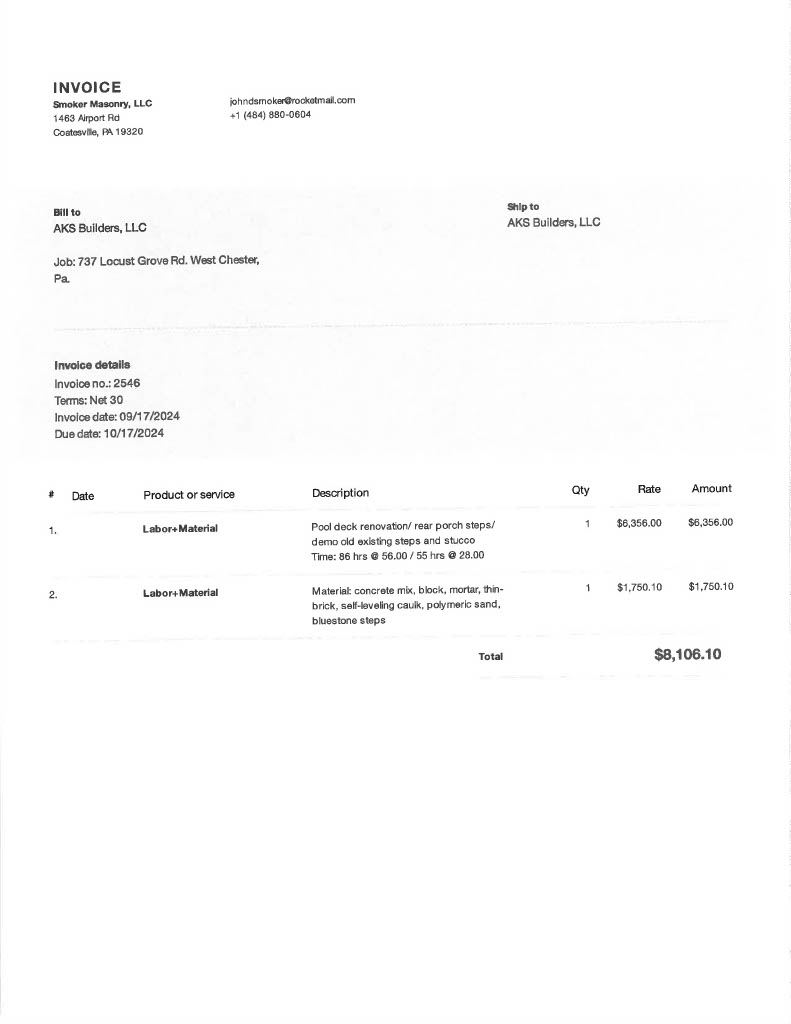 INVOICE
Smoker Masonry, LLC
1463 Airport Rd
Coatesville, PA 19320
johndsmoker@rocketmail.com
+1 (484) 880-0604
Bill to
AKS Builders, LLC
Job: 737 Locust Grove Rd. West Chester,
Pa.
Ship to
AKS Builders, LLC
Invoice details
Invoice no.: 2546
Terms: Net 30
Invoice date: 09/17/2024
Due date: 10/17/2024
# Date Product or service Description Qty Rate Amount
1. Labor+Material Pool deck renovation/ rear porch steps/ 1 $6,356.00 $6,356.00
demo old existing steps and stucco
Time: 86 hrs @ 56.00 / 55 hrs @ 28.00
2. Labor+Material Material: concrete mix, block, mortar, thin- 1 $1,750.10 $1,750.10
brick, self-leveling caulk, polymeric sand,
bluestone steps
Total $8,106.10